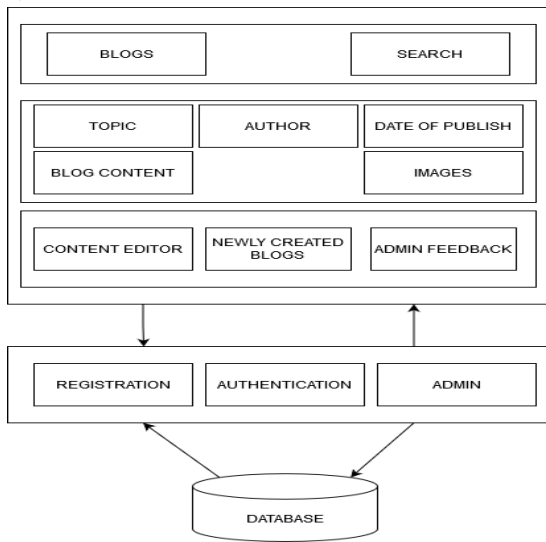 BLOGS
SEARCH
TOPIC
AUTHOR
DATE OF PUBLISH
BLOG CONTENT
IMAGES
CONTENT EDITOR
NEWLY CREATED
BLOGS
ADMIN FEEDBACK
REGISTRATION
AUTHENTICATION
ADMIN
DATABASE